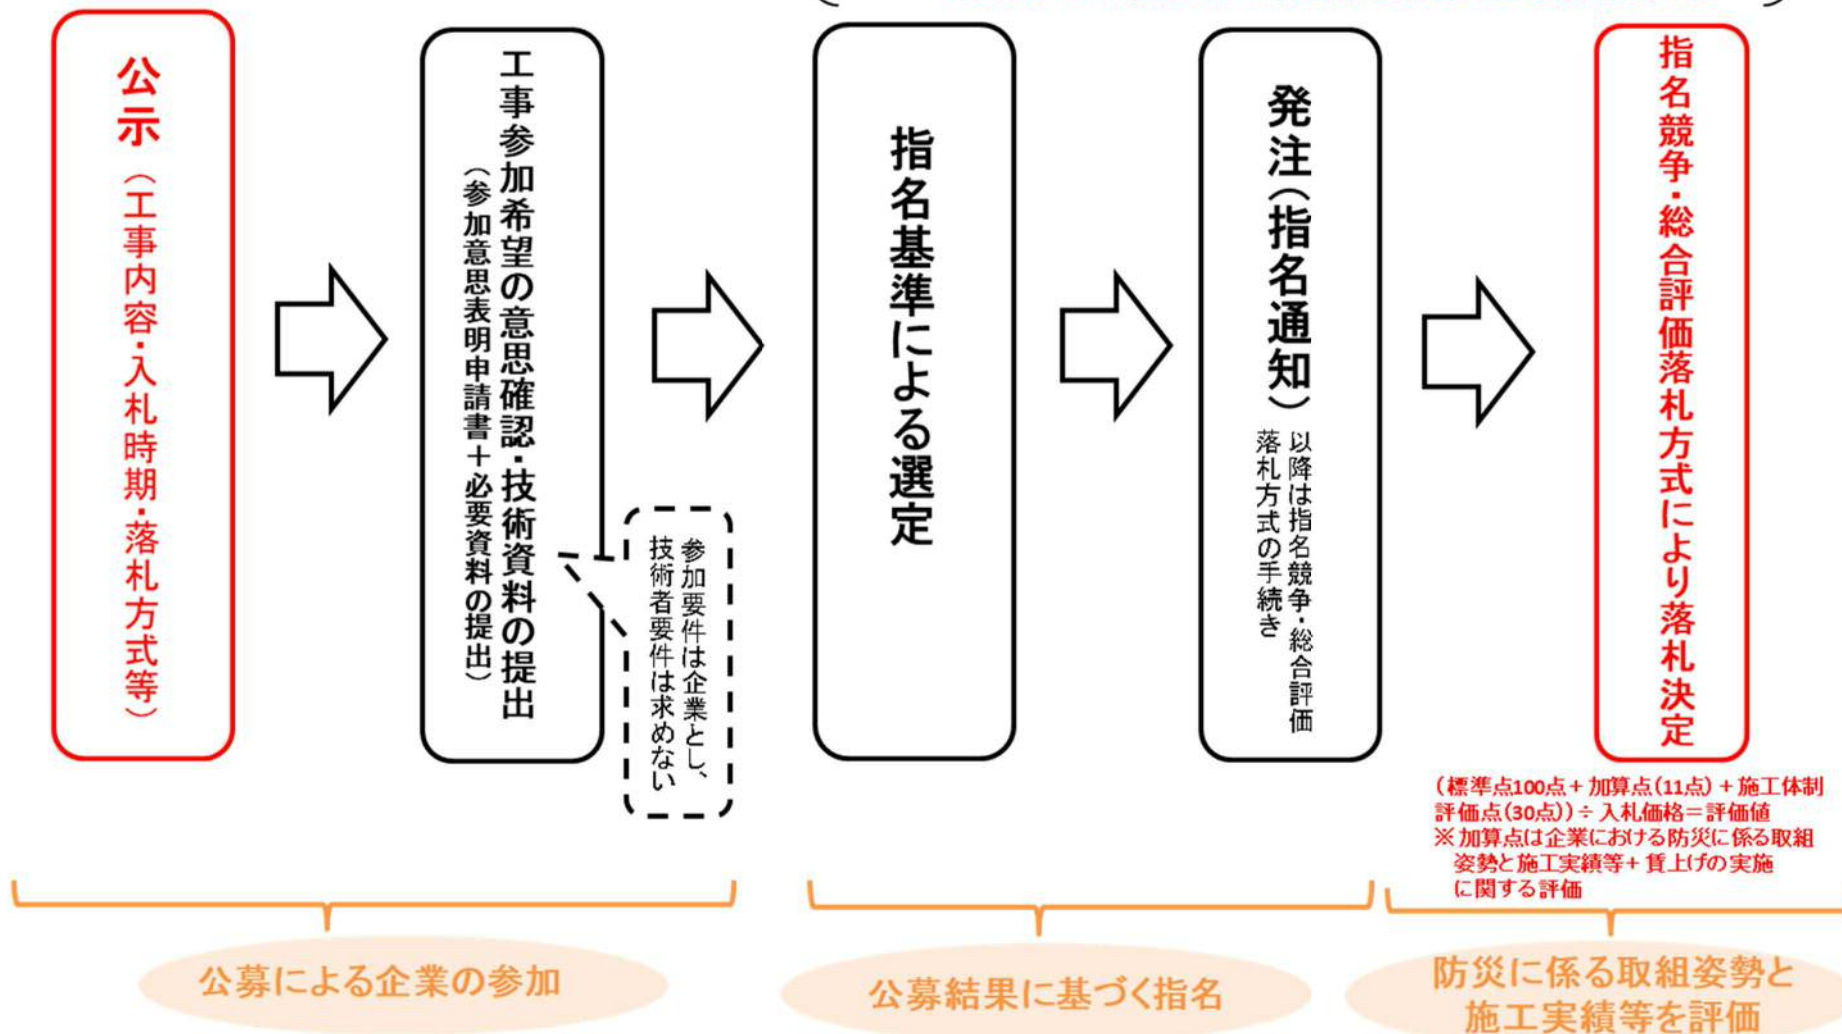 公示（工事内容・入札時期・落札方式等）
工事参加希望の意思確認・技術資料の提出
（参加意思表明申請書＋必要資料の提出）
参加要件は企業とし、
技術者要件は求めない
指名基準による選定
発注（指名通知）
以降は指名競争・総合評価
落札方式の手続き
指名競争・総合評価落札方式により落札決定
(標準点100点＋加算点(11点)＋施工体制
評価点(30点))÷入札価格＝評価値
※加算点は企業における防災に係る取組
姿勢と施工実績等＋賃上げの実施
に関する評価
公募による企業の参加
公募結果に基づく指名
防災に係る取組姿勢と
施工実績等を評価